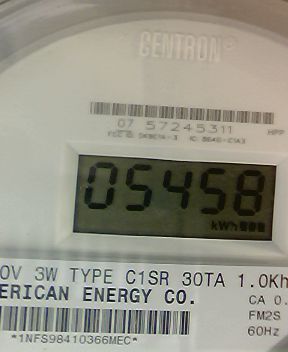 CENTRON®
07 57245311
05458
kWh
0V 3W TYPE C1SR 30TA 1.0Kh
ERICAN ENERGY CO.
CA 0.
FM2S
60Hz
*1NFS98410366MEC*